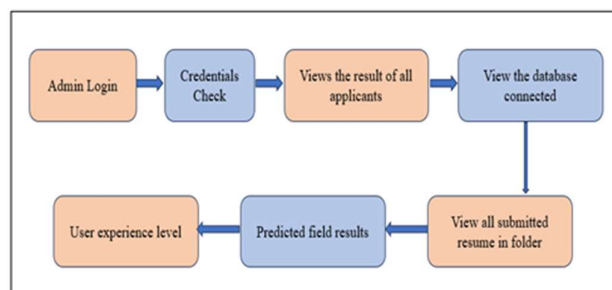 Admin Login
Credentials
Check
Views the result of all
applicants
View the database
connected
View all submitted
resume in folder
Predicted field results
User experience level